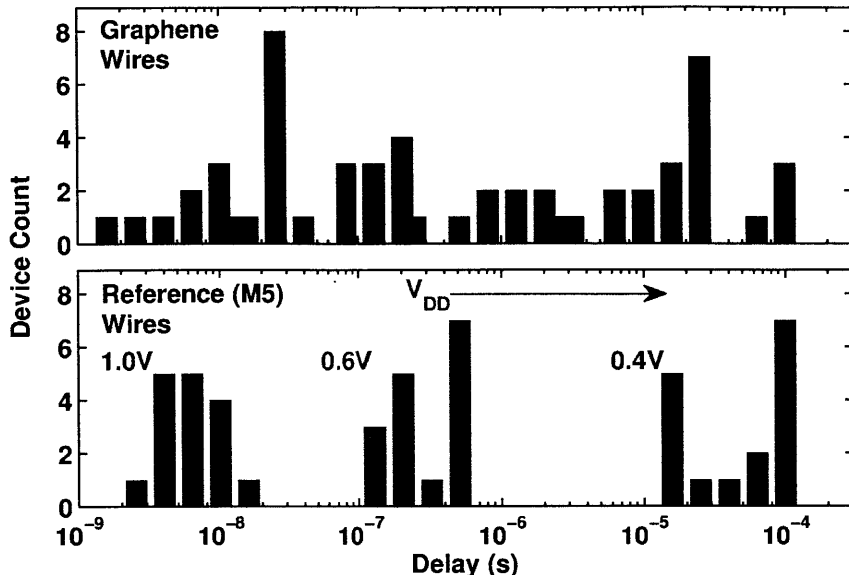 Graphene
Wires
8
6
4
2
0
Device Count
Reference (M5)
Wires
V_DD
1.0V
0.6V
0.4V
8
6
4
2
0
10^-9
10^-8
10^-7
10^-6
10^-5
10^-4
Delay (s)